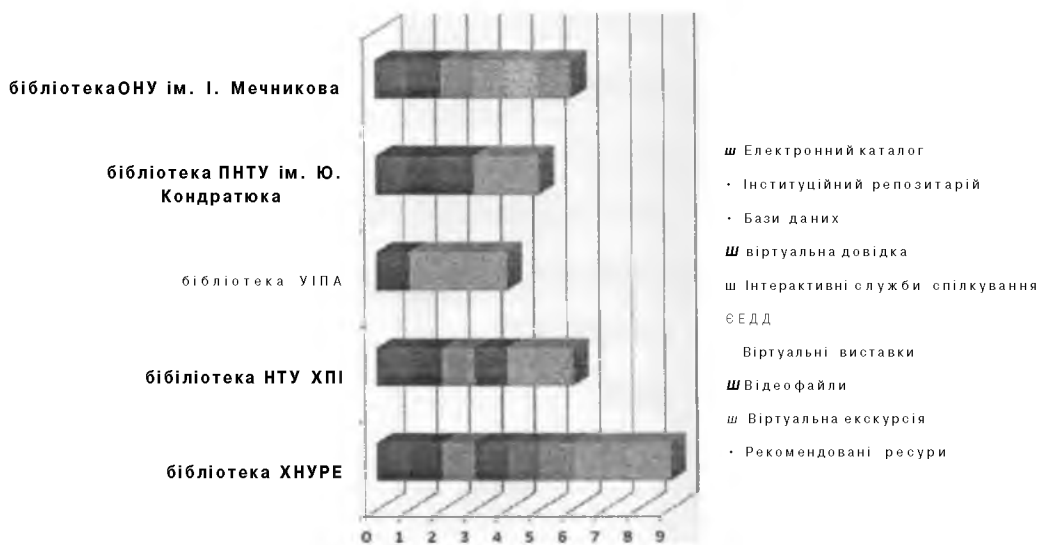 бібліотекаОНУ ім. І. Мечникова
бібліотека ПНТУ ім. Ю.
Кондратюка
бібліотека УІПА
бібіліотека НТУ ХПІ
бібліотека ХНУРЕ
0 1 2 3 4 5 6 7 8 9
ш Електронний каталог
· Інституційний репозитарій
· Бази даних
Ш віртуальна довідка
ш Інтерактивні служби спілкування
ЄЕДД
Віртуальні виставки
Ш Відеофайли
ш Віртуальна екскурсія
· Рекомендовані ресури